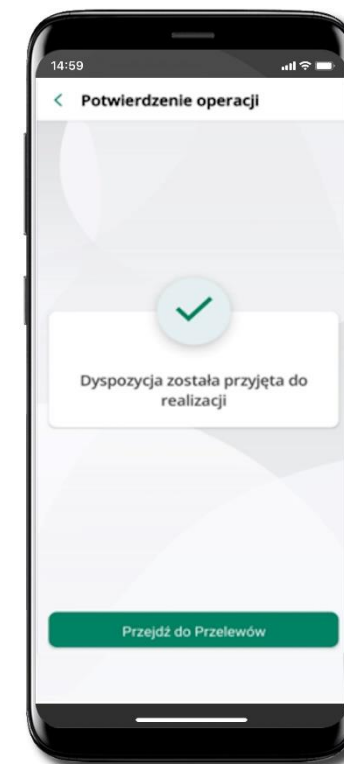 14:59
Potwierdzenie operacji
Dyspozycja została przyjęta do
realizacji
Przejdź do Przelewów